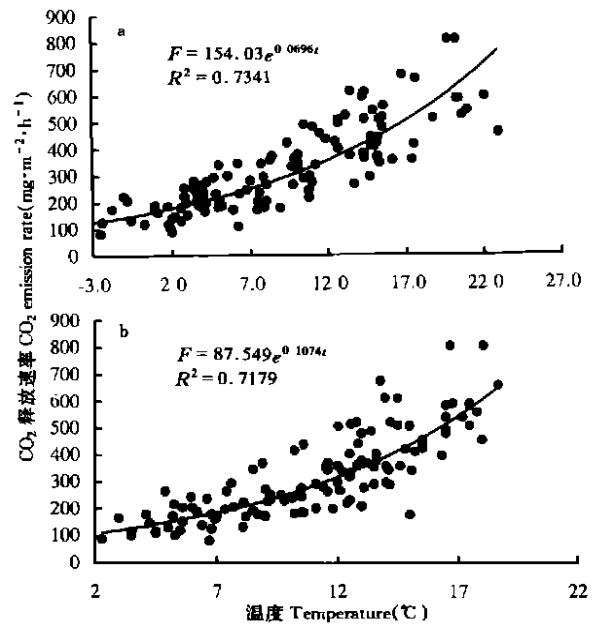 CO₂ 释放速率 CO₂ emission rate(mg·m⁻²·h⁻¹)
900
a
800
F = 154.03e^0.0696t
700
R² = 0.7341
600
500
400
300
200
100
0
-3.0 2.0 7.0 12.0 17.0 22.0 27.0
900
b
800
F = 87.549e^0.1074t
700
R² = 0.7179
600
500
400
300
200
100
0
2 7 12 17 22
温度 Temperature(℃)